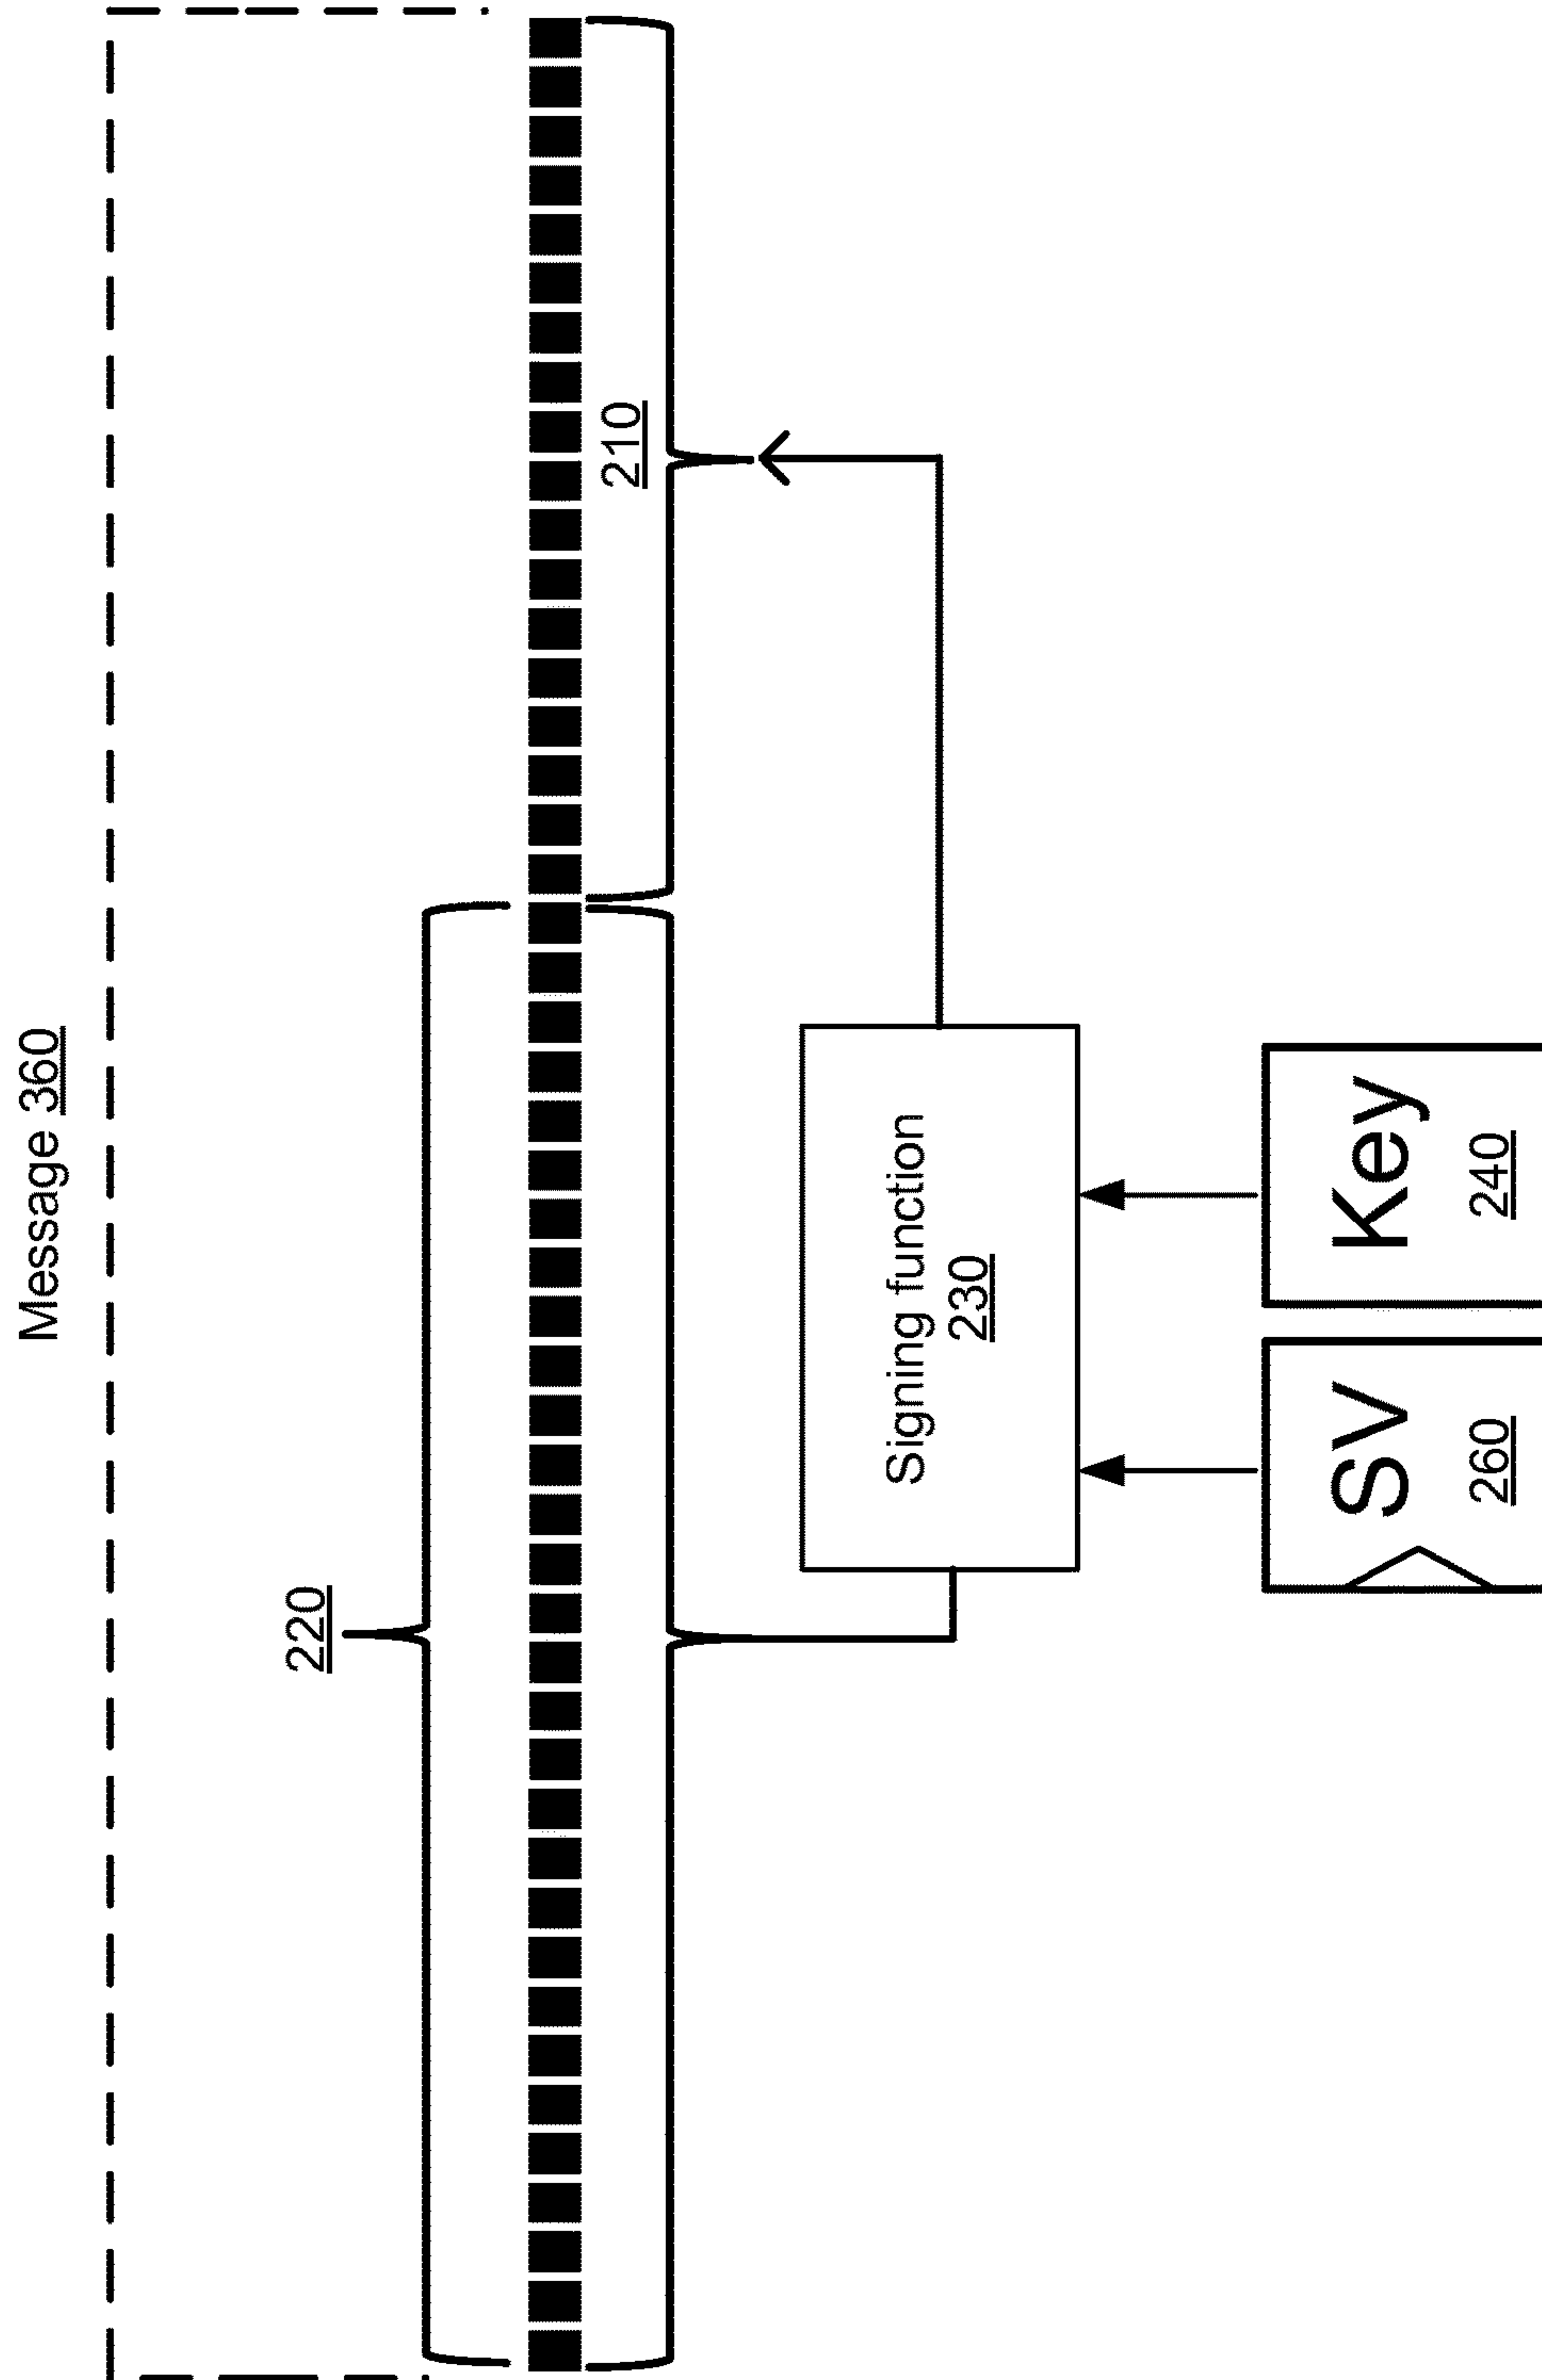 Message 360
220
210
Signing function
230
SV
260
Key
240